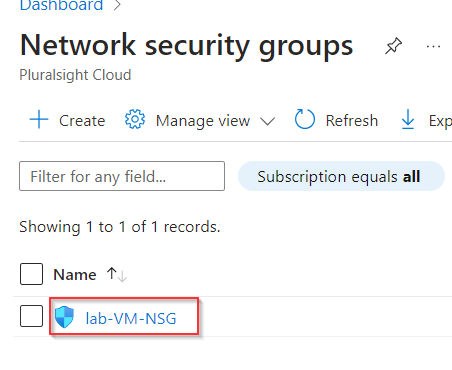 Dashboard
Network security groups
Pluralsight Cloud
Create Manage view Refresh Exp
Filter for any field... Subscription equals all
Showing 1 to 1 of 1 records.
Name
lab-VM-NSG